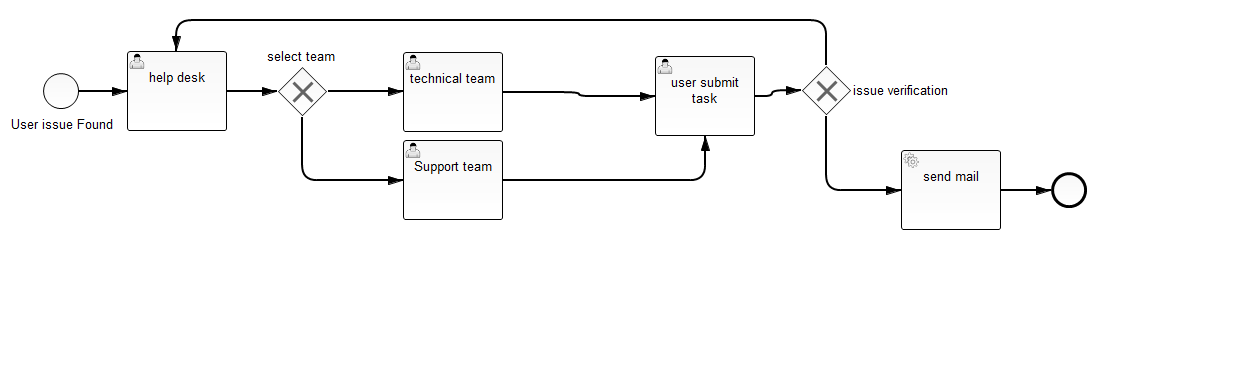 select team
help desk
technical team
user submit
task
issue verification
User issue Found
Support team
send mail